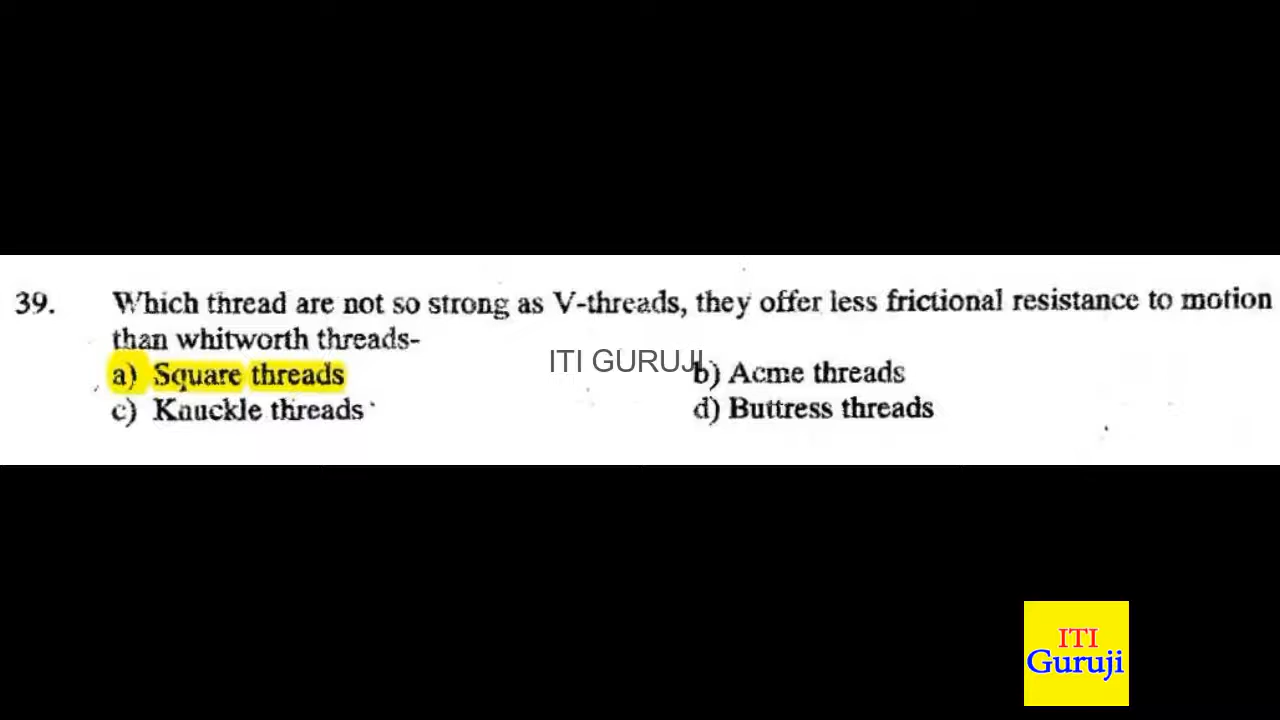 39. Which thread are not so strong as V-threads, they offer less frictional resistance to motion
than whitworth threads-
ITI GURUJI
a) Square threads b) Acme threads
c) Knuckle threads d) Buttress threads
ITI
Guruji